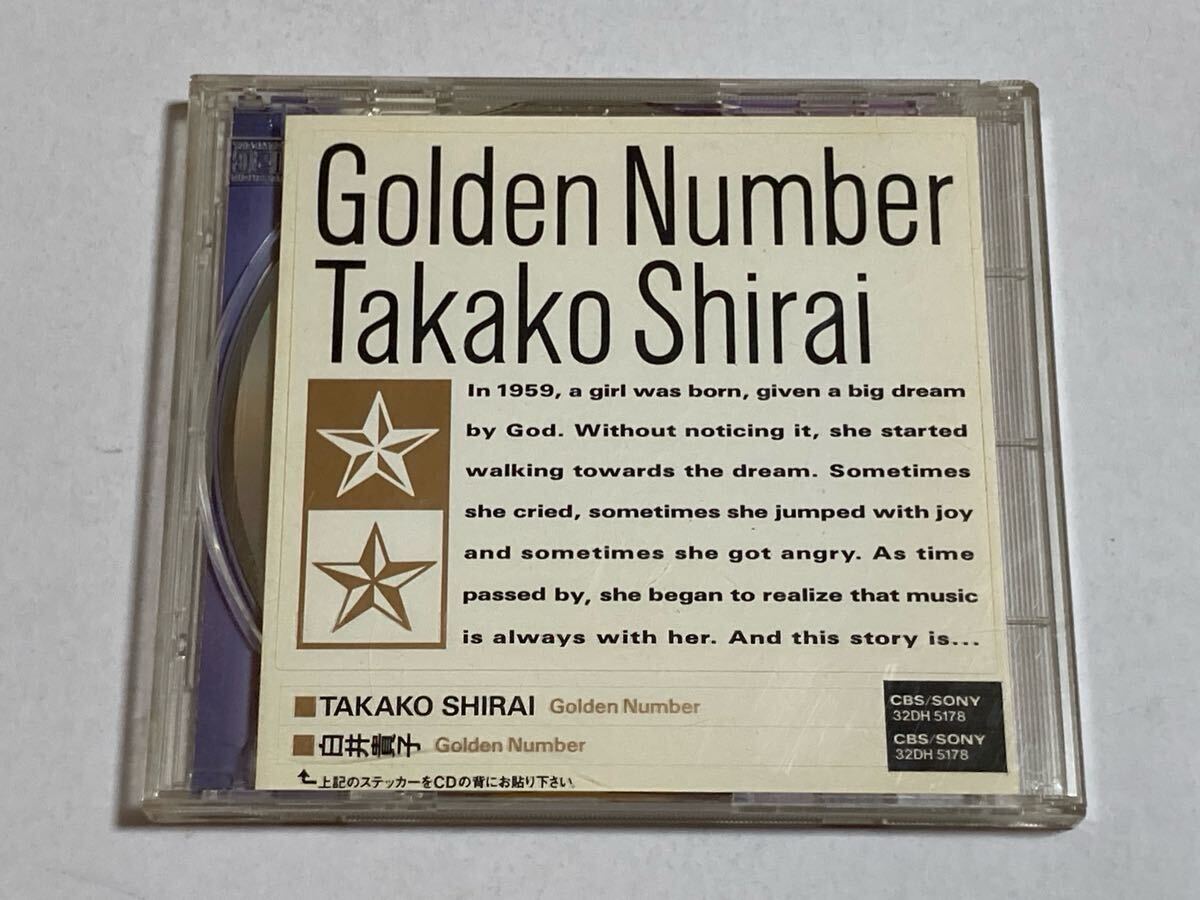 Golden Number
Takako Shirai
In 1959, a girl was born, given a big dream
by God. Without noticing it, she started
walking towards the dream. Sometimes
she cried, sometimes she jumped with joy
and sometimes she got angry. As time
passed by, she began to realize that music
is always with her. And this story is...
TAKAKO SHIRAI Golden Number
CBS/SONY
32DH 5178
白井貴子 Golden Number
CBS/SONY
32DH 5178
上記のステッカーをCDの背にお貼り下さい。